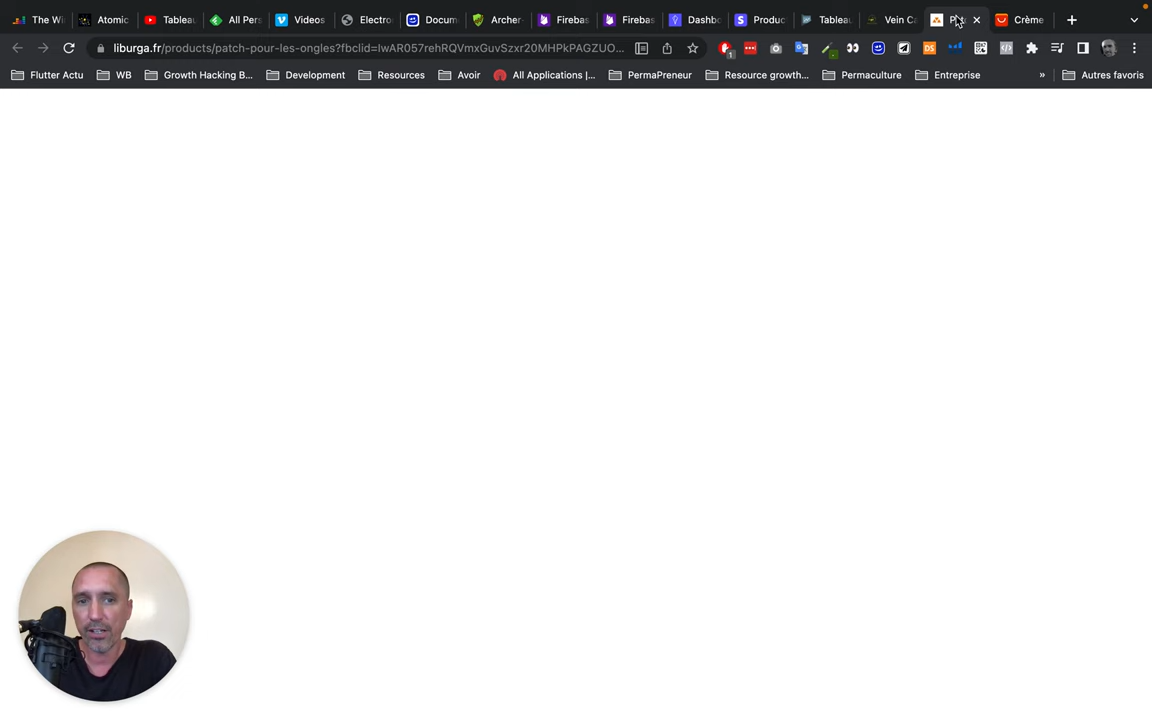 The Wi
Atomic
Tableau
All Pers
Videos
Electro
Docum
Archer
Firebas
Firebas
Dashbo
Produc
Tableau
Vein Ca
Crème
liburga.fr/products/patch-pour-les-ongles?fbclid=IwAR057rehRQVmxGuvSzxr20MHPkPAGZUO...
1
DS
Flutter Actu
WB
Growth Hacking B...
Development
Resources
Avoir
All Applications |...
PermaPreneur
Resource growth...
Permaculture
Entreprise
»
Autres favoris